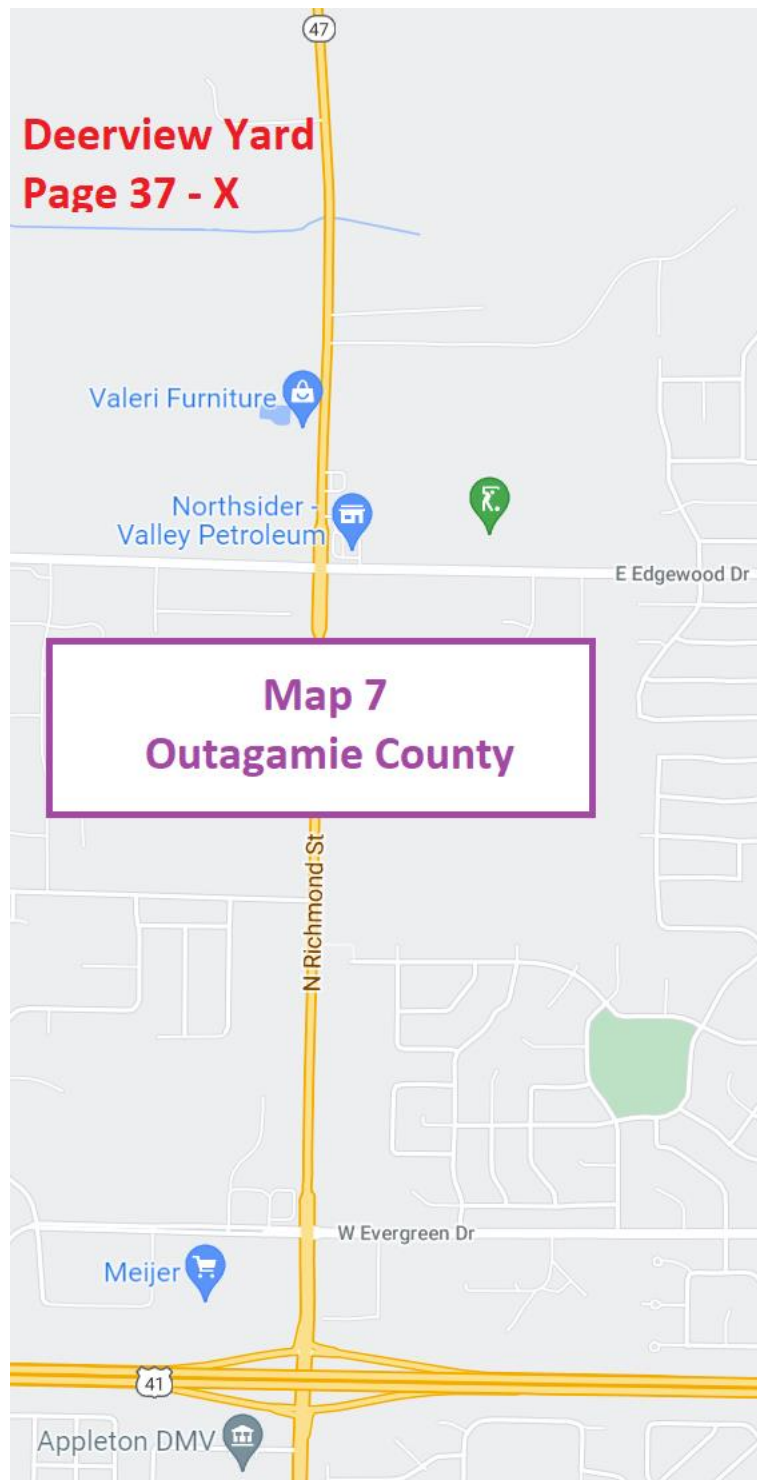 47
Deerview Yard
Page 37 - X
Valeri Furniture
Northsider -
Valley Petroleum
E Edgewood Dr
Map 7
Outagamie County
N Richmond St
W Evergreen Dr
Meijer
41
Appleton DMV